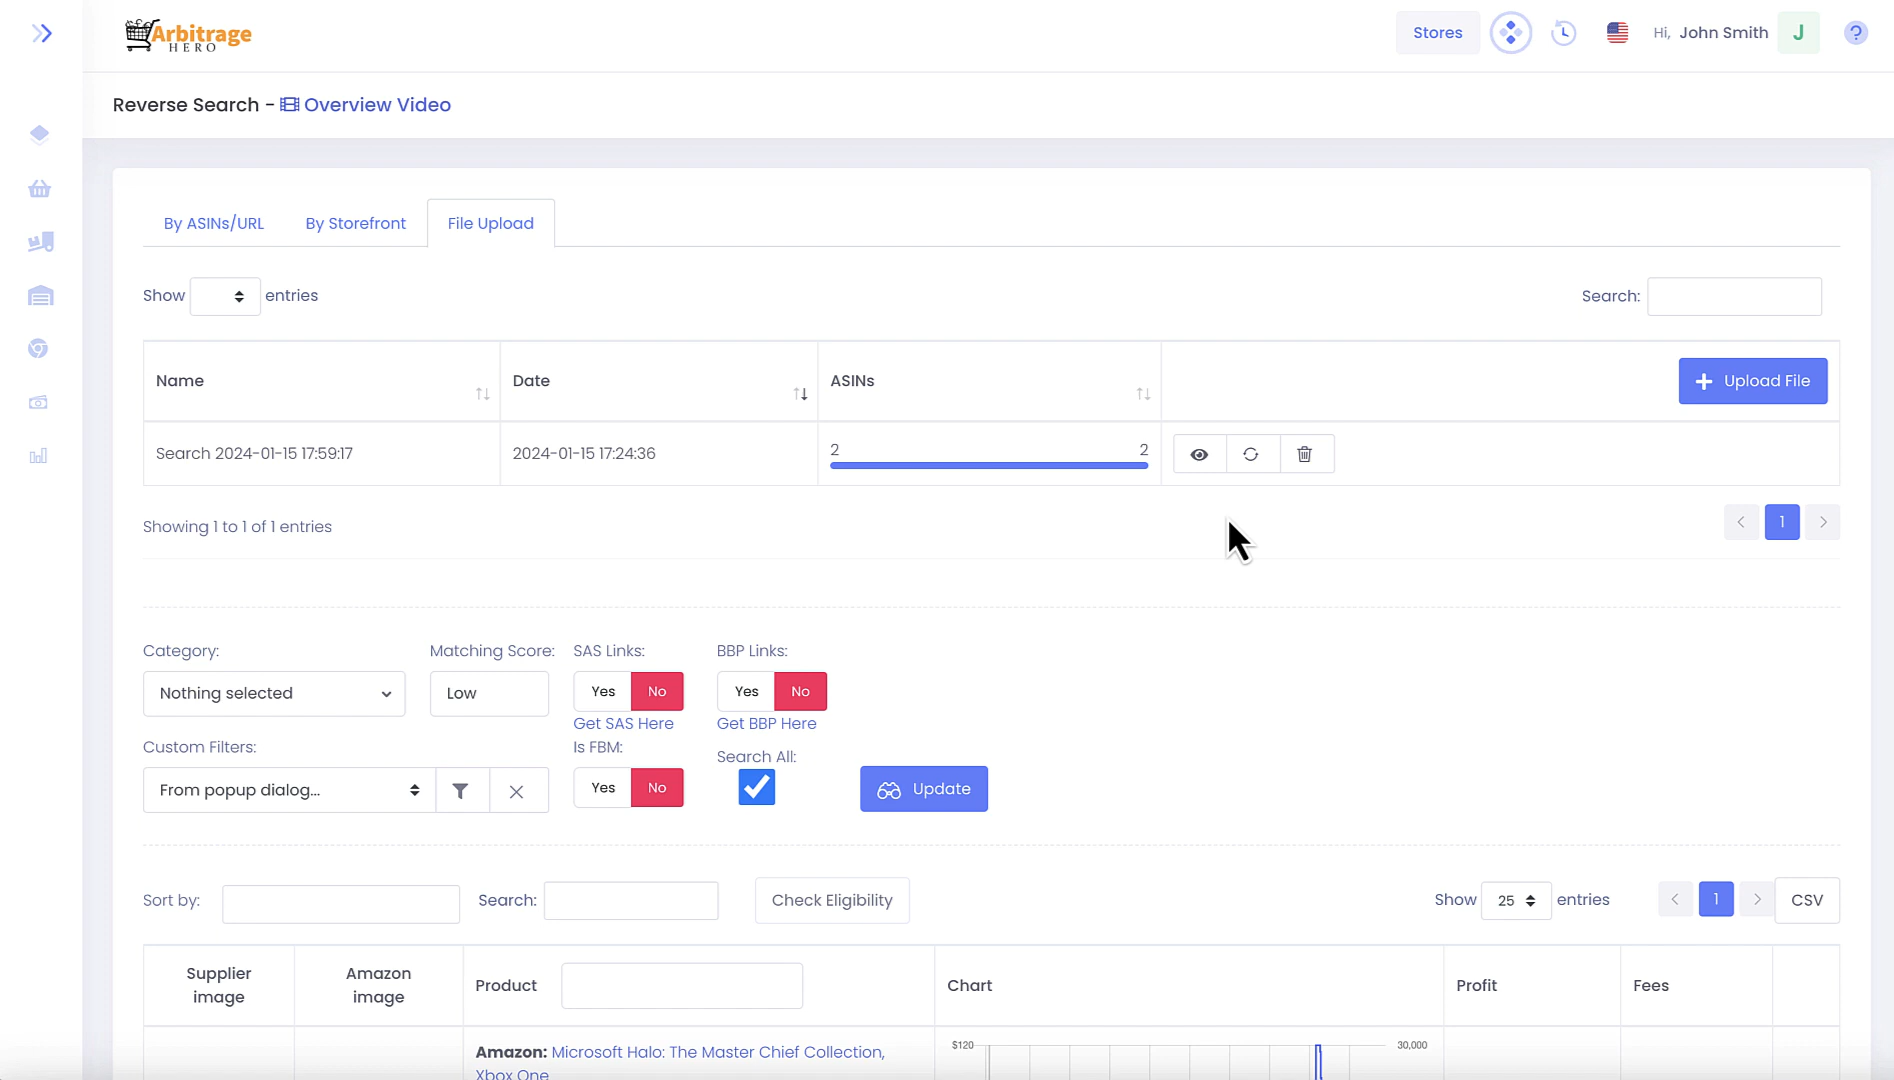 Arbitrage
HERO
Stores
Hi, John Smith
J
?
Reverse Search - Overview Video
By ASINs/URL By Storefront File Upload
Show entries
Search:
Name Date ASINs
+ Upload File
Search 2024-01-15 17:59:17 2024-01-15 17:24:36 2 2
Showing 1 to 1 of 1 entries
1
Category: Matching Score: SAS Links: BBP Links:
Nothing selected Low Yes No Yes No
Get SAS Here Get BBP Here
Custom Filters: Is FBM: Search All:
From popup dialog... Yes No Update
Sort by: Search: Check Eligibility Show 25 entries 1 CSV
Supplier image
Amazon image
Product Chart Profit Fees
Amazon: Microsoft Halo: The Master Chief Collection,
Xbox One
$120 30,000